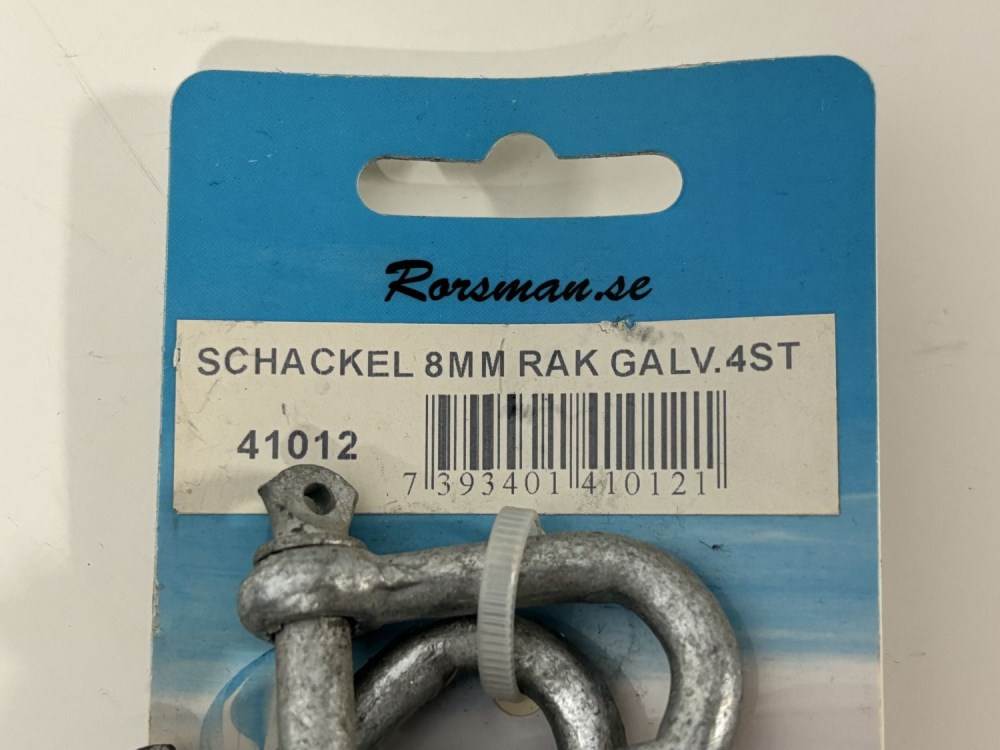 Rorsman.se
SCHACKEL 8MM RAK GALV.4ST
41012
7 393401 410121